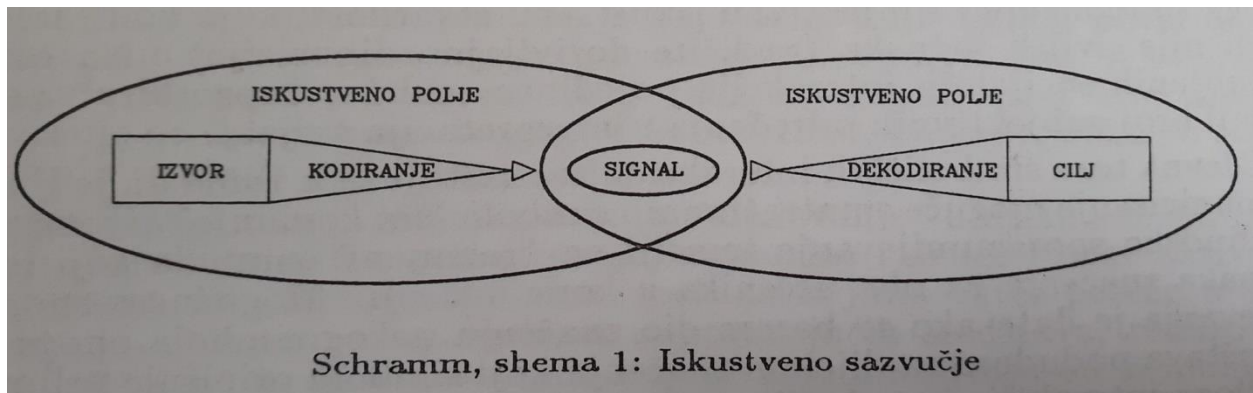 ISKUSTVENO POLJE
ISKUSTVENO POLJE
IZVOR
KODIRANJE
SIGNAL
DEKODIRANJE
CILJ
Schramm, shema 1: Iskustveno sazvučje